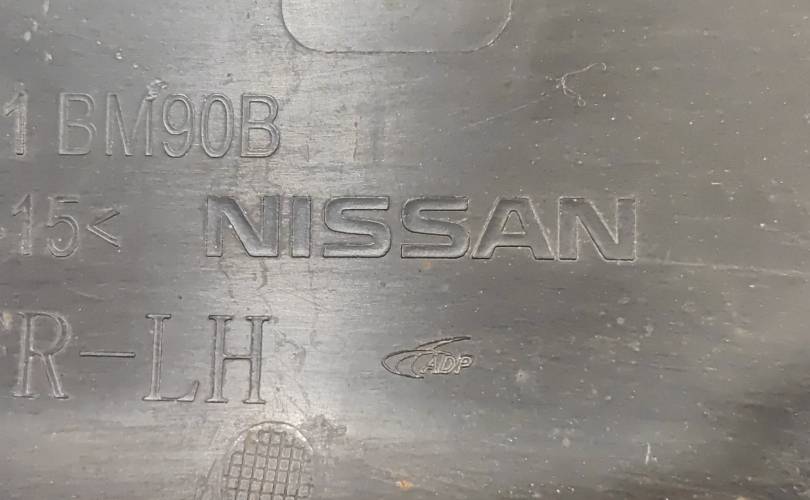 1 BM90B
15< NISSAN
R-LH ADP